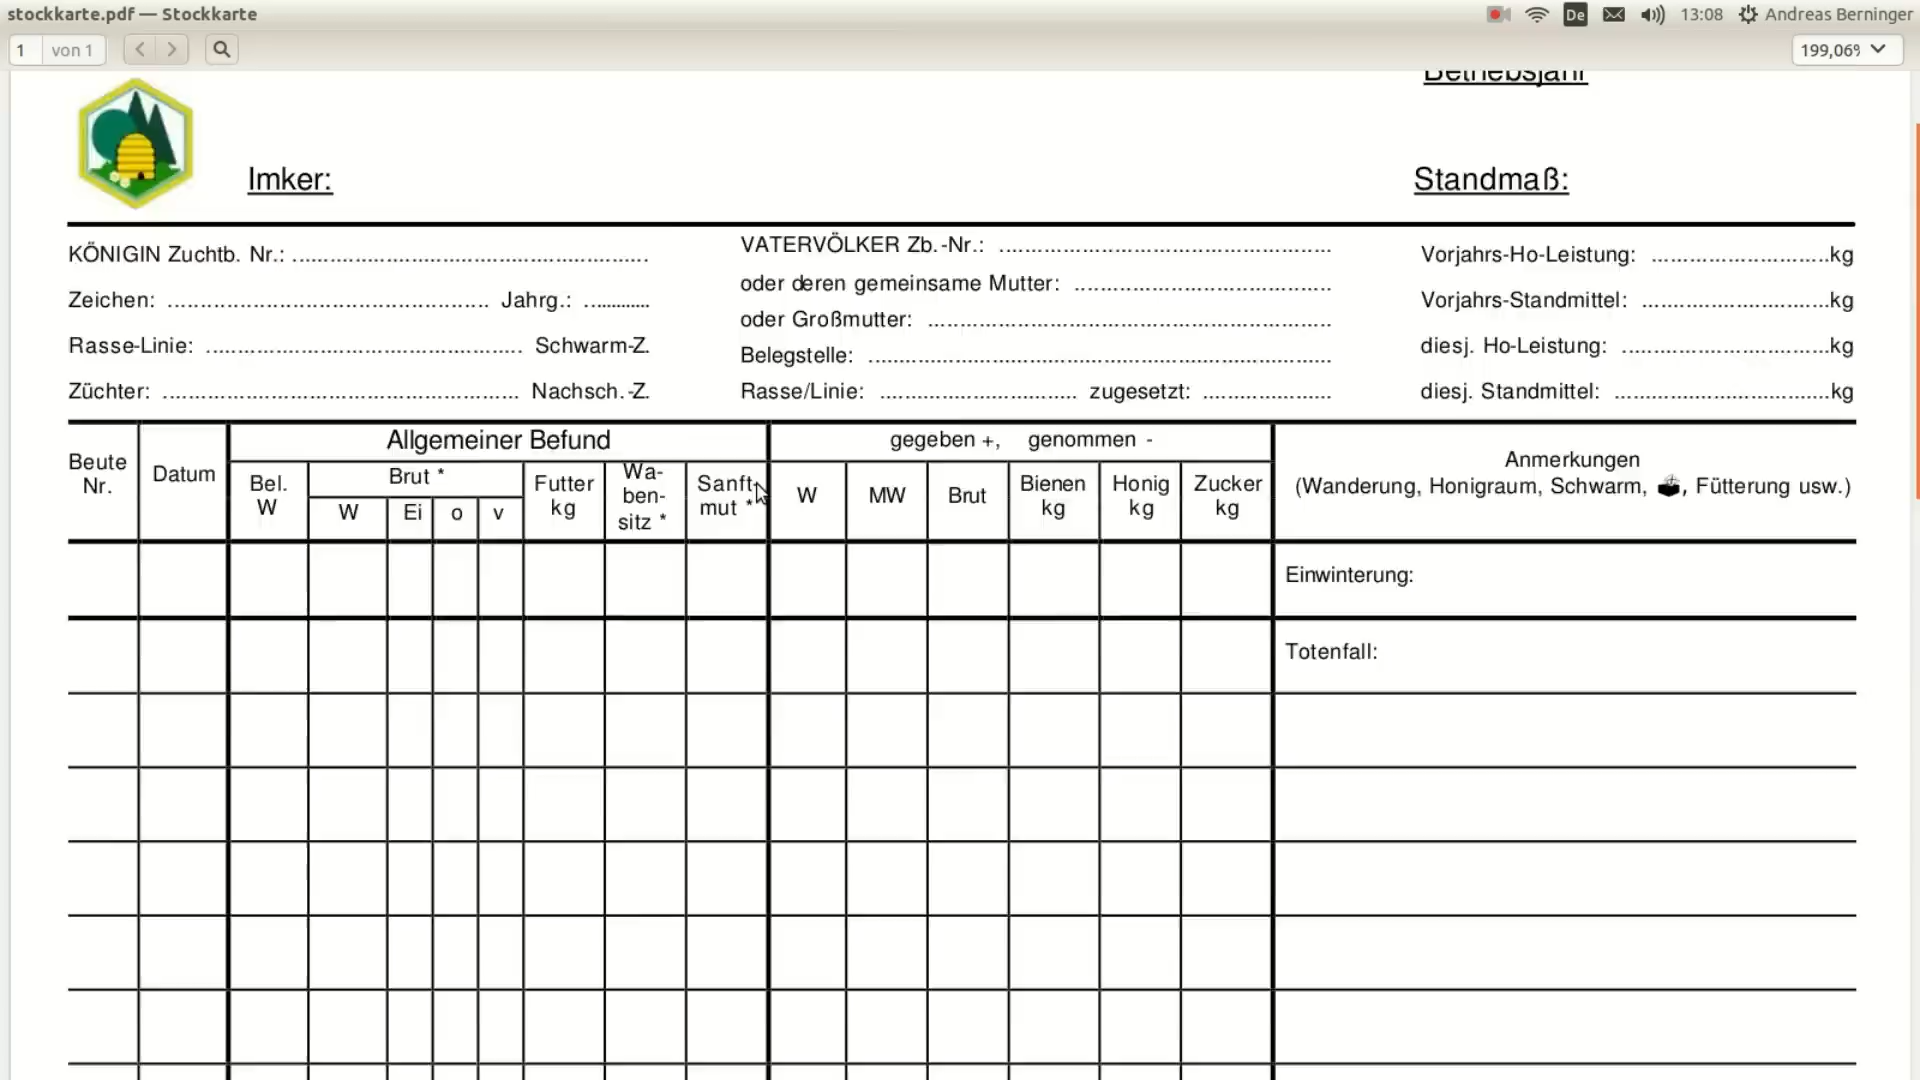 stockkarte.pdf — Stockkarte
13:08
Andreas Berninger
De
1 von 1
199,06%
Betriebsjahr
Imker:
Standmaß:
KÖNIGIN Zuchtb. Nr.: ................................................
Zeichen: .......................................... Jahrg.: ............
Rasse-Linie: ......................................... Schwarm-Z.
Züchter: .............................................. Nachsch.-Z.
VATERVÖLKER Zb.-Nr.: ...........................................
oder deren gemeinsame Mutter: .................................
oder Großmutter: ....................................................
Belegstelle: ............................................................
Rasse/Linie: .......................... zugesetzt: .................
Vorjahrs-Ho-Leistung: .......................kg
Vorjahrs-Standmittel: ........................kg
diesj. Ho-Leistung: ...........................kg
diesj. Standmittel: ............................kg
Allgemeiner Befund
gegeben +, genommen -
Beute
Nr.
Datum
Bel.
W
Brut *
W Ei o v
Futter
kg
Wa-
ben-
sitz *
Sanft-
mut *
W
MW
Brut
Bienen
kg
Honig
kg
Zucker
kg
Anmerkungen
(Wanderung, Honigraum, Schwarm, , Fütterung usw.)
Einwinterung:
Totenfall: